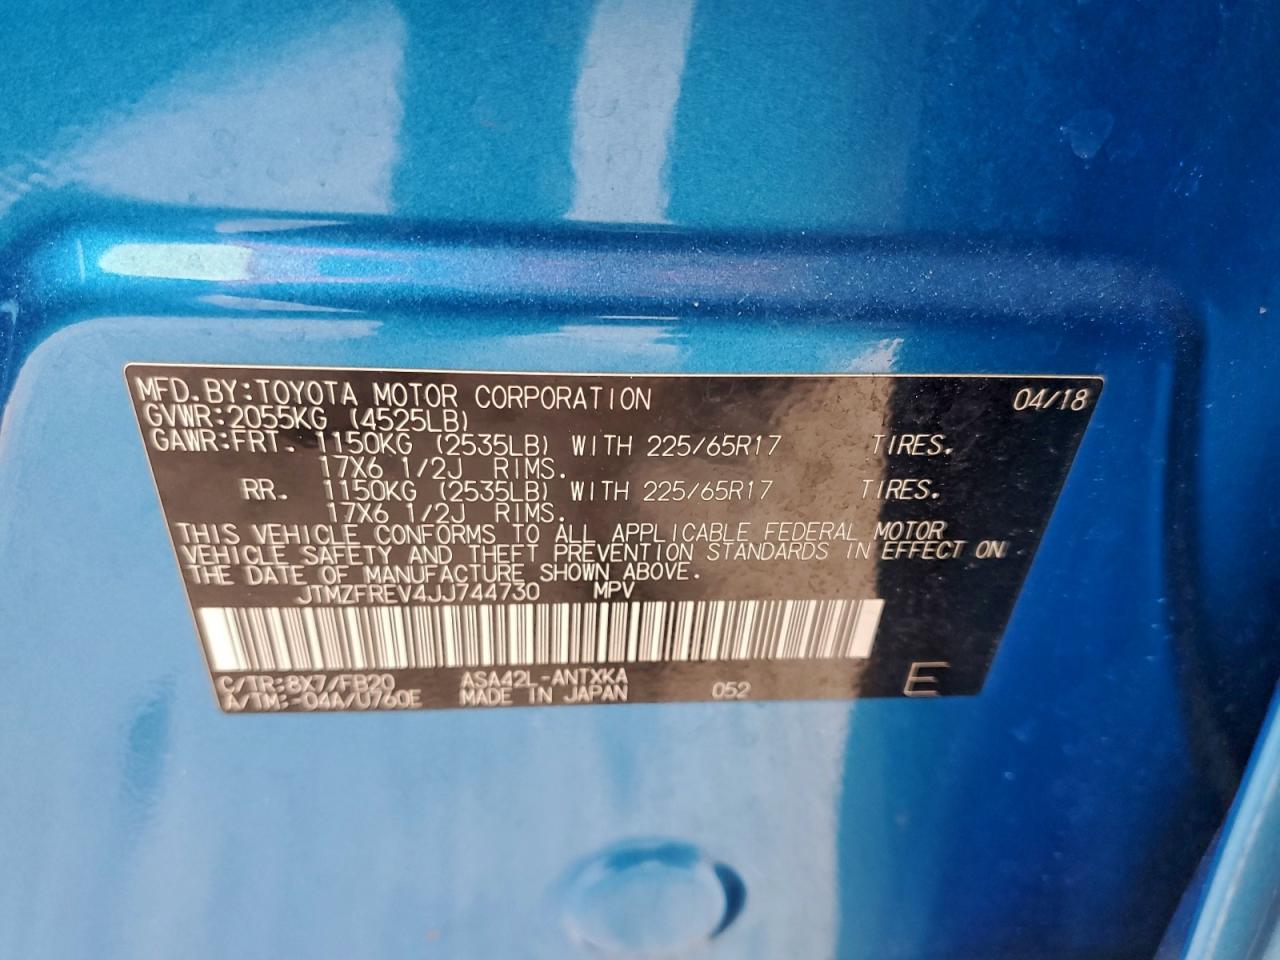 MFD.BY:TOYOTA MOTOR CORPORATION 04/18
GVWR:2055KG (4525LB)
GAWR:FRT. 1150KG (2535LB) WITH 225/65R17 TIRES.
17X6 1/2J RIMS.
RR. 1150KG (2535LB) WITH 225/65R17 TIRES.
17X6 1/2J RIMS.
THIS VEHICLE CONFORMS TO ALL APPLICABLE FEDERAL MOTOR
VEHICLE SAFETY AND THEFT PREVENTION STANDARDS IN EFFECT ON
THE DATE OF MANUFACTURE SHOWN ABOVE.
JTMZFREV4JJ744730 MPV
C/TR:8X7/FB20 ASA42L-ANTXKA
A/TM:-04A/U760E MADE IN JAPAN 052 E